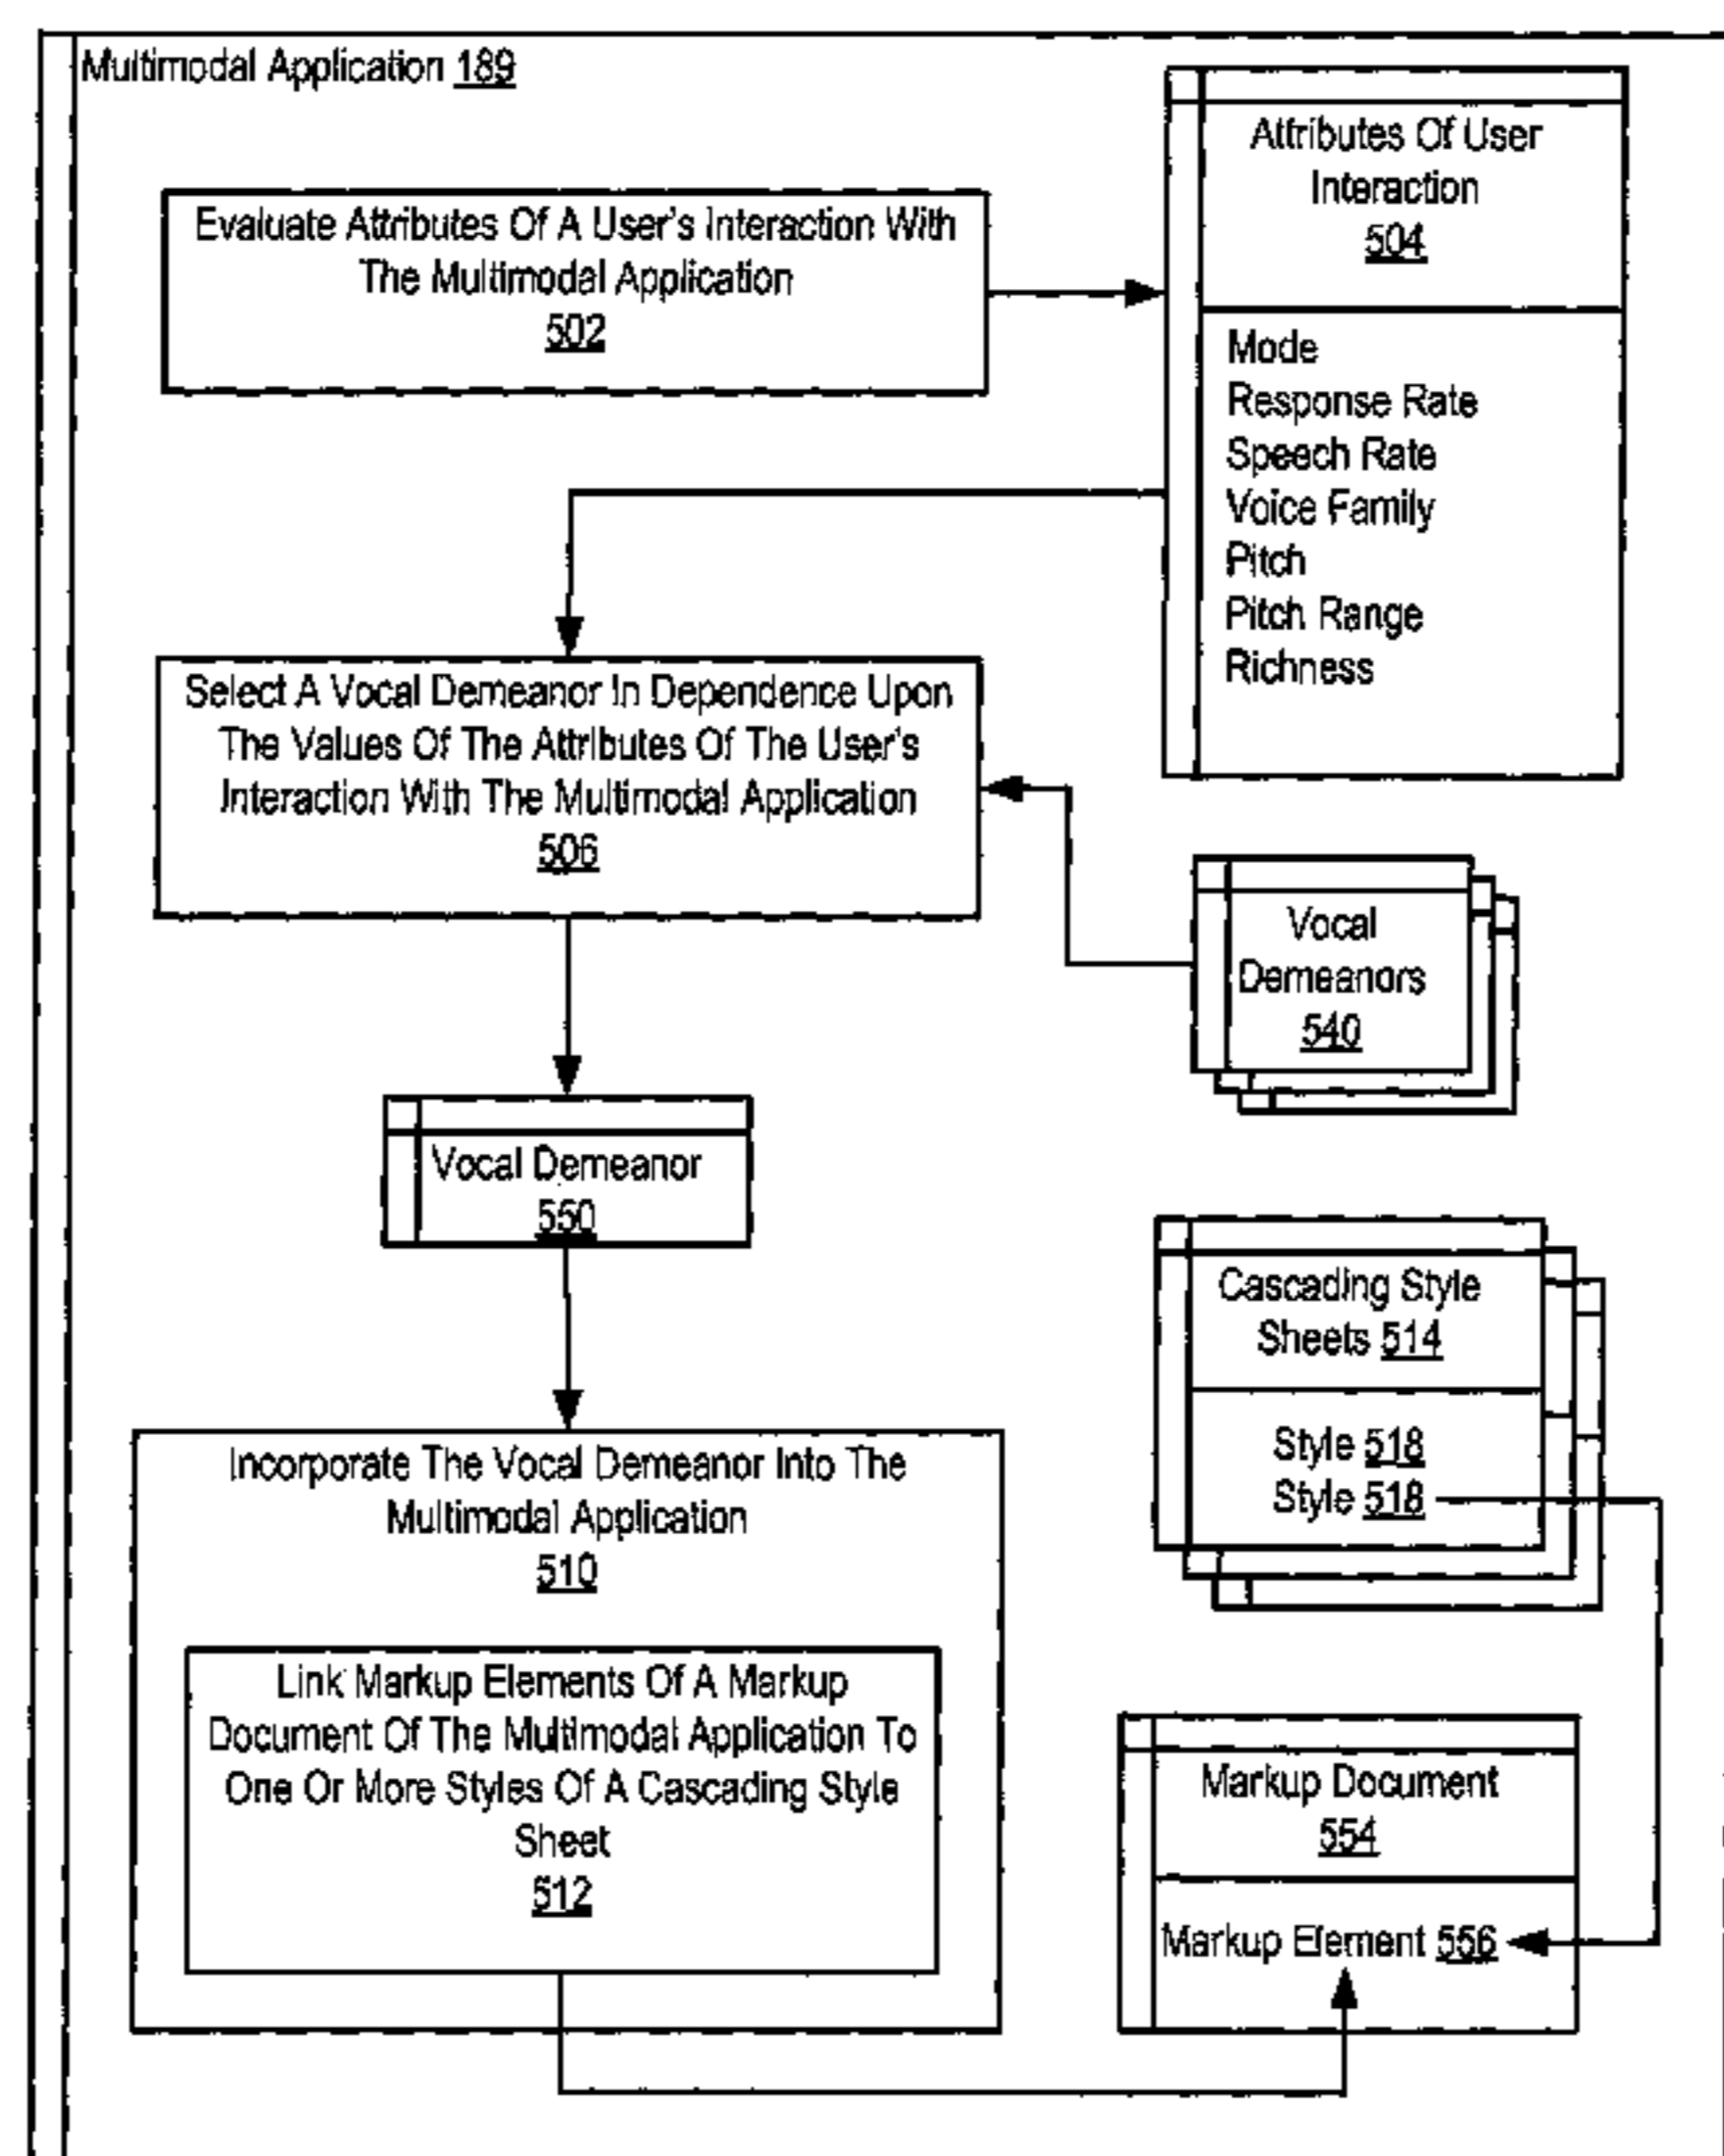 Multimodal Application 189
Attributes Of User
Interaction
504
Evaluate Attributes Of A User's Interaction With
The Multimodal Application
502
Mode
Response Rate
Speech Rate
Voice Family
Pitch
Pitch Range
Richness
Select A Vocal Demeanor In Dependence Upon
The Values Of The Attributes Of The User's
Interaction With The Multimodal Application
506
Vocal
Demeanors
540
Vocal Demeanor
550
Cascading Style
Sheets 514
Style 518
Style 518
Incorporate The Vocal Demeanor Into The
Multimodal Application
510
Link Markup Elements Of A Markup
Document Of The Multimodal Application To
One Or More Styles Of A Cascading Style
Sheet
512
Markup Document
554
Markup Element 556